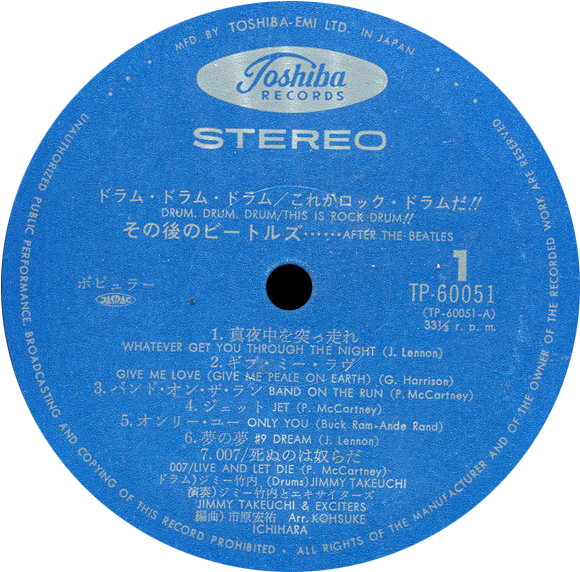 MFD. BY TOSHIBA-EMI LTD. IN JAPAN
Toshiba
RECORDS
STEREO
ドラム・ドラム・ドラム/これがロック・ドラムだ!!
DRUM. DRUM. DRUM/THIS IS ROCK DRUM!!
その後のビートルズ……AFTER THE BEATLES
1
ポピュラー
JASRAC
TP-60051
(TP-60051-A)
33⅓ r. p. m.
1. 真夜中を突っ走れ
WHATEVER GET YOU THROUGH THE NIGHT (J. Lennon)
2. ギブ・ミー・ラヴ
GIVE ME LOVE (GIVE ME PEALE ON EARTH) (G. Harrison)
3. バンド・オン・ザ・ラン BAND ON THE RUN (P. McCartney)
4. ジェット JET (P. McCartney)
5. オンリー・ユー ONLY YOU (Buck Ram-Ande Rand)
6. 夢の夢 #9 DREAM (J. Lennon)
7. 007/死ぬのは奴らだ
007/LIVE AND LET DIE (P. McCartney)
ドラム)ジミー竹内 (Drums)JIMMY TAKEUCHI
演奏)ジミー竹内とエキサイターズ
JIMMY TAKEUCHI & EXCITERS
編曲) 市原宏祐 Arr. KOHSUKE
ICHIHARA
UNAUTHORIZED PUBLIC PERFORMANCE. BROADCASTING AND COPYING OF THIS RECORD PROHIBITED • ALL RIGHTS OF THE MANUFACTURER AND OF THE OWNER OF THE RECORDED WORK ARE RESERVED